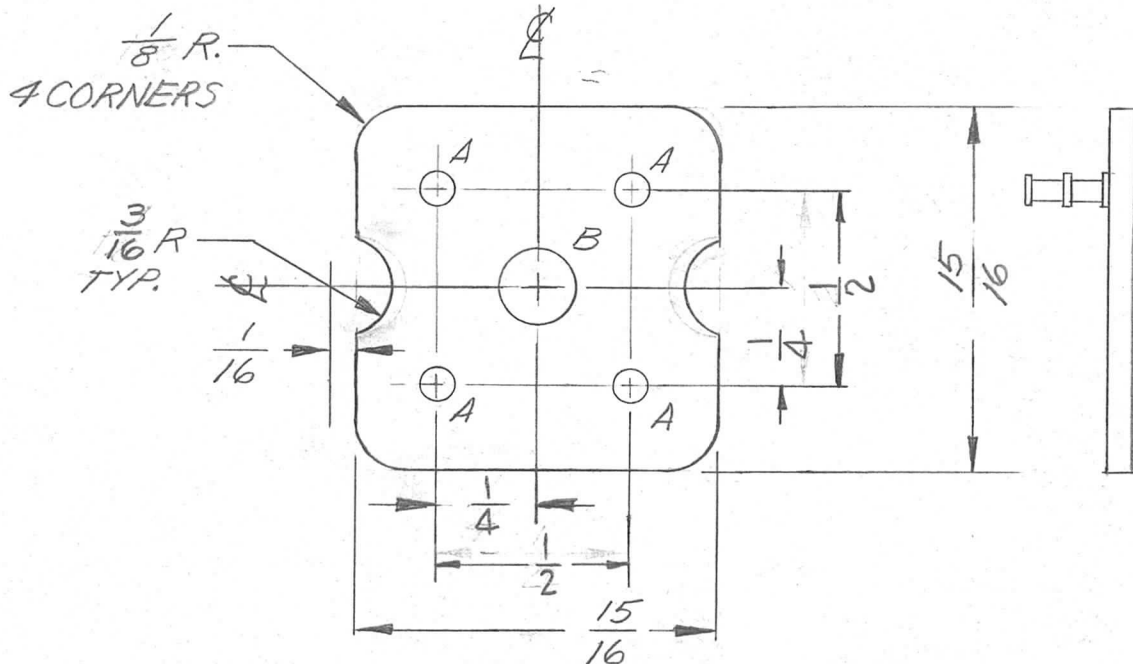 1/8 R.
4 CORNERS
℄
A
A
3/16 R
TYP.
B
℄
1/16
15/16
1/2
1/4
A
A
1/4
1/2
15/16